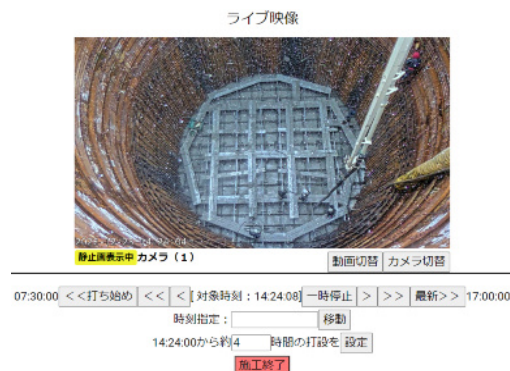 ライブ映像
静止画表示中 カメラ（1）
動画切替 カメラ切替
07:30:00 <<打ち始め << < [ 対象時刻：14:24:08] 一時停止 > >> 最新>> 17:00:00
時刻指定： 移動
14:24:00から約 4 時間の打設を 設定
施工終了